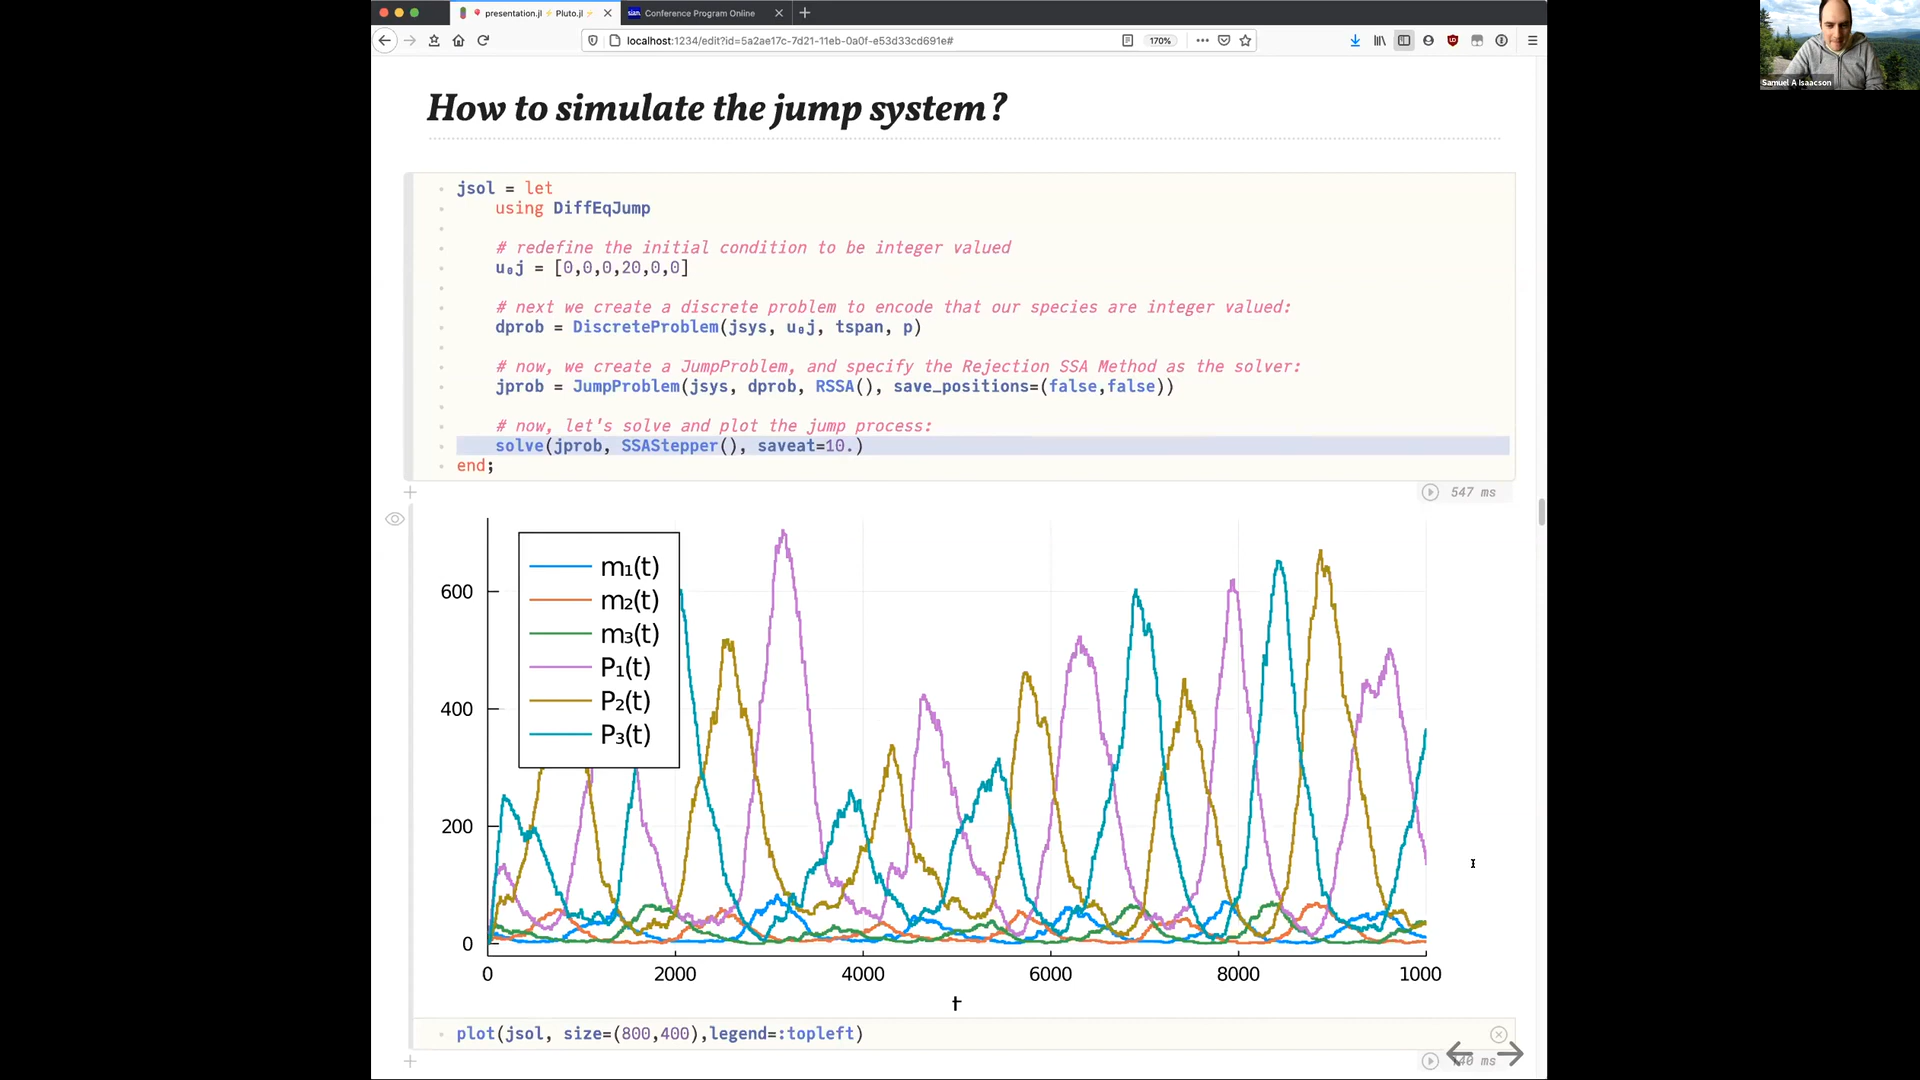 presentation.jl ⚡ Pluto.jl ⚡
Conference Program Online
localhost:1234/edit?id=5a2ae17c-7d21-11eb-0a0f-e53d33cd691e#
170%
Samuel A Isaacson
How to simulate the jump system?
jsol = let
using DiffEqJump
# redefine the initial condition to be integer valued
u₀j = [0,0,0,20,0,0]
# next we create a discrete problem to encode that our species are integer valued:
dprob = DiscreteProblem(jsys, u₀j, tspan, p)
# now, we create a JumpProblem, and specify the Rejection SSA Method as the solver:
jprob = JumpProblem(jsys, dprob, RSSA(), save_positions=(false,false))
# now, let's solve and plot the jump process:
solve(jprob, SSAStepper(), saveat=10.)
end;
547 ms
m₁(t)
m₂(t)
m₃(t)
P₁(t)
P₂(t)
P₃(t)
600
400
200
0
0 2000 4000 6000 8000 1000
t
plot(jsol, size=(800,400),legend=:topleft)
ms